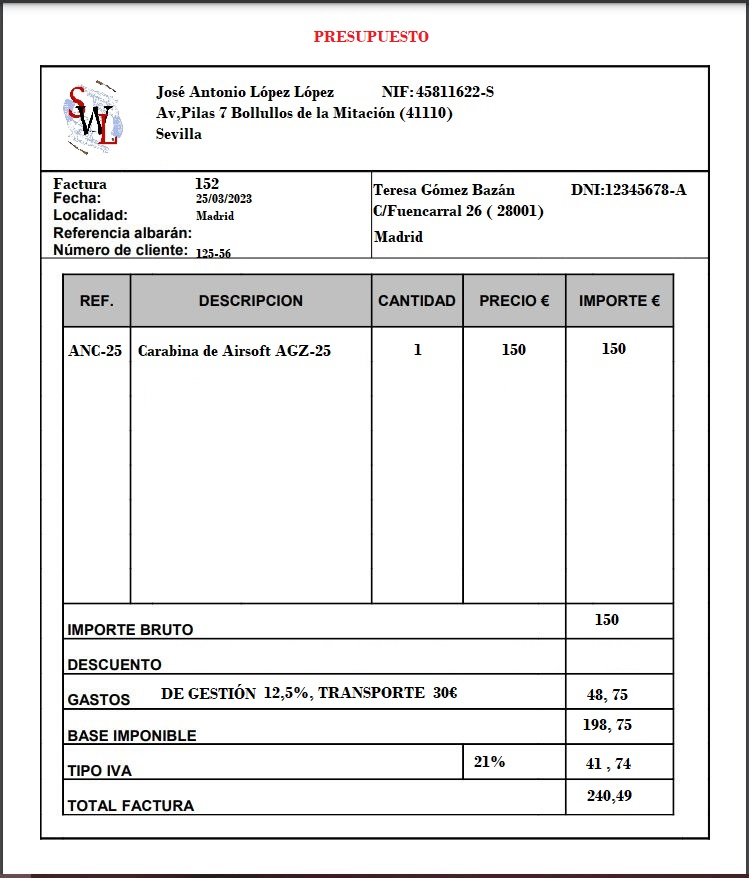 PRESUPUESTO
SWL
José Antonio López López NIF:45811622-S
Av,Pilas 7 Bollullos de la Mitación (41110)
Sevilla
Factura 152
Fecha: 25/03/2023
Localidad: Madrid
Referencia albarán:
Número de cliente: 125-56
Teresa Gómez Bazán DNI:12345678-A
C/Fuencarral 26 ( 28001)
Madrid
REF. DESCRIPCION CANTIDAD PRECIO € IMPORTE €
ANC-25 Carabina de Airsoft AGZ-25 1 150 150
IMPORTE BRUTO 150
DESCUENTO
GASTOS DE GESTIÓN 12,5%, TRANSPORTE 30€ 48, 75
BASE IMPONIBLE 198, 75
TIPO IVA 21% 41 , 74
TOTAL FACTURA 240,49